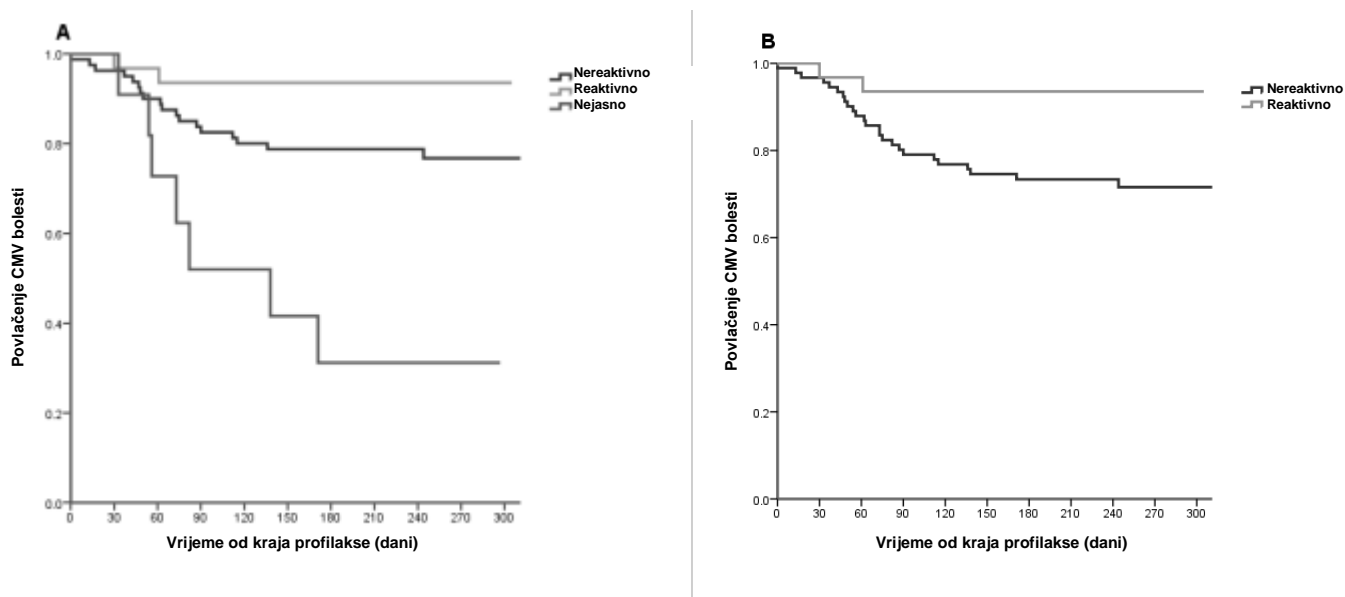 A
1.0
0.8
0.6
0.4
0.2
0.0
0 30 60 90 120 150 180 210 240 270 300
Povlačenje CMV bolesti
Vrijeme od kraja profilakse (dani)
Nereaktivno
Reaktivno
Nejasno
B
1.0
0.8
0.6
0.4
0.2
0.0
0 30 60 90 120 150 180 210 240 270 300
Povlačenje CMV bolesti
Vrijeme od kraja profilakse (dani)
Nereaktivno
Reaktivno